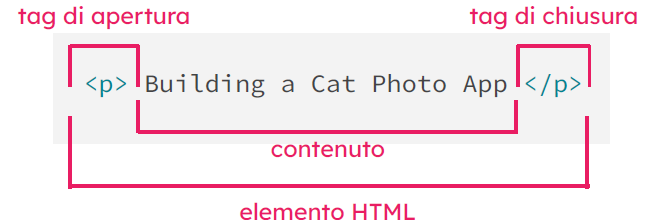 tag di apertura
tag di chiusura
<p> Building a Cat Photo App </p>
contenuto
elemento HTML